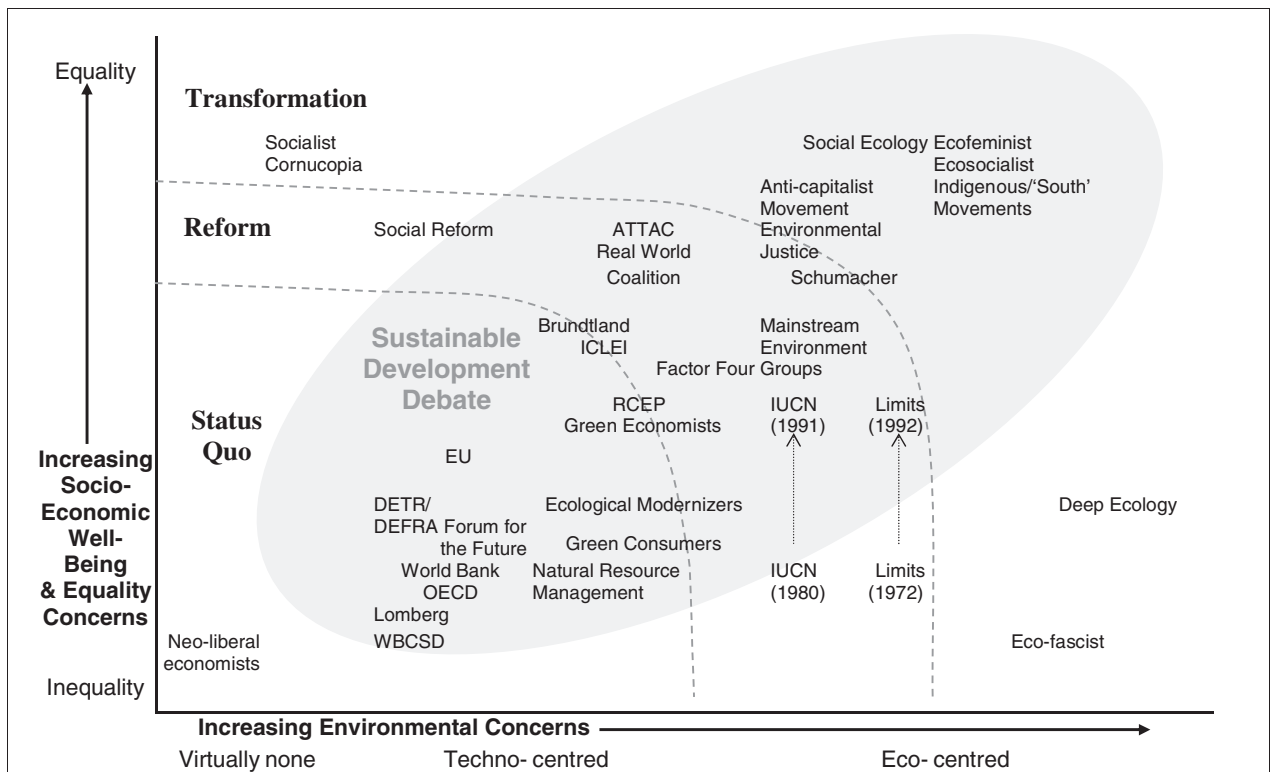 Equality
Transformation
Socialist
Cornucopia
Social Ecology Ecofeminist
Ecosocialist
Indigenous/‘South’
Movements
Anti-capitalist
Movement
Environmental
Justice
Reform
Social Reform
ATTAC
Real World
Coalition
Schumacher
Sustainable
Development
Debate
Brundtland
ICLEI
Mainstream
Environment
Factor Four Groups
Status
Quo
RCEP
Green Economists
IUCN
(1991)
Limits
(1992)
EU
Increasing
Socio-
Economic
Well-
Being
& Equality
Concerns
DETR/
DEFRA Forum for
the Future
Ecological Modernizers
Green Consumers
Deep Ecology
World Bank
OECD
Natural Resource
Management
IUCN
(1980)
Limits
(1972)
Lomberg
WBCSD
Neo-liberal
economists
Eco-fascist
Inequality
Increasing Environmental Concerns
Virtually none
Techno- centred
Eco- centred